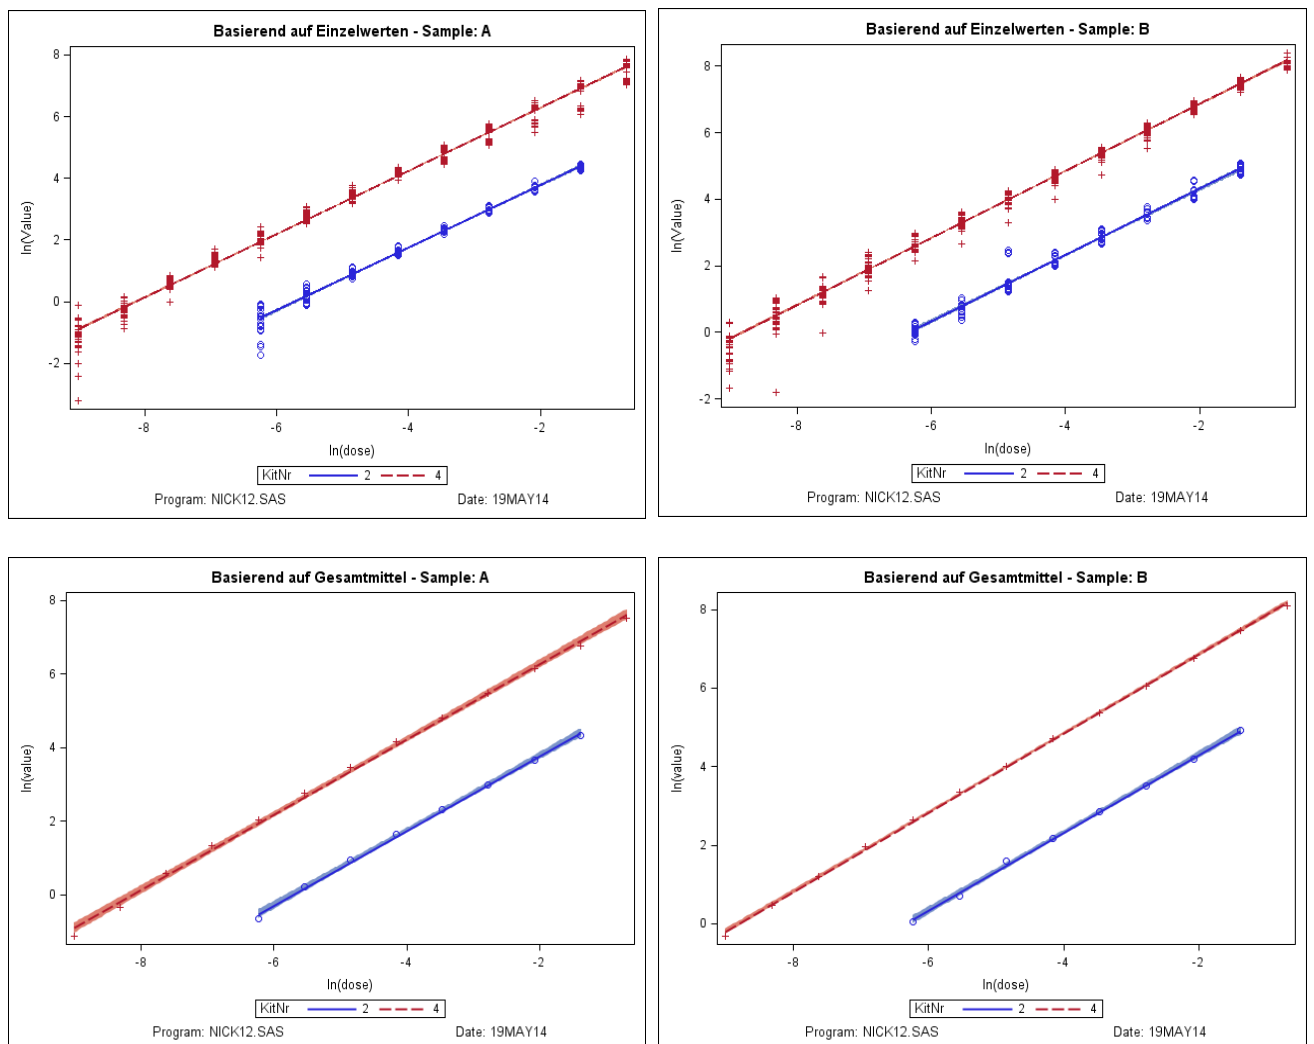 Basierend auf Einzelwerten - Sample: A
8
6
4
2
0
-2
ln(Value)
-8 -6 -4 -2
ln(dose)
KitNr 2 4
Program: NICK12.SAS Date: 19MAY14
Basierend auf Einzelwerten - Sample: B
8
6
4
2
0
-2
ln(Value)
-8 -6 -4 -2
ln(dose)
KitNr 2 4
Program: NICK12.SAS Date: 19MAY14
Basierend auf Gesamtmittel - Sample: A
8
6
4
2
0
ln(value)
-8 -6 -4 -2
ln(dose)
KitNr 2 4
Program: NICK12.SAS Date: 19MAY14
Basierend auf Gesamtmittel - Sample: B
8
6
4
2
0
ln(value)
-8 -6 -4 -2
ln(dose)
KitNr 2 4
Program: NICK12.SAS Date: 19MAY14